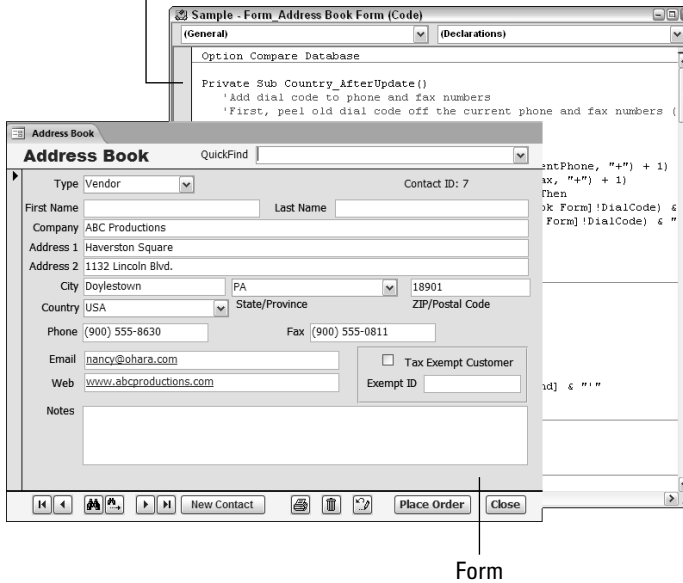 Sample - Form_Address Book Form (Code)
(General) (Declarations)
Option Compare Database
Private Sub Country_AfterUpdate()
'Add dial code to phone and fax numbers
'First, peel old dial code off the current phone and fax numbers (
entPhone, "+") + 1)
ax, "+") + 1)
Then
ok Form]!DialCode) &
Form]!DialCode) & "
nd] & "'"
Address Book
Address Book QuickFind
Type Vendor Contact ID: 7
First Name Last Name
Company ABC Productions
Address 1 Haverston Square
Address 2 1132 Lincoln Blvd.
City Doylestown PA 18901
Country USA State/Province ZIP/Postal Code
Phone (900) 555-8630 Fax (900) 555-0811
Email nancy@ohara.com Tax Exempt Customer
Web www.abcproductions.com Exempt ID
Notes
New Contact Place Order Close
Form